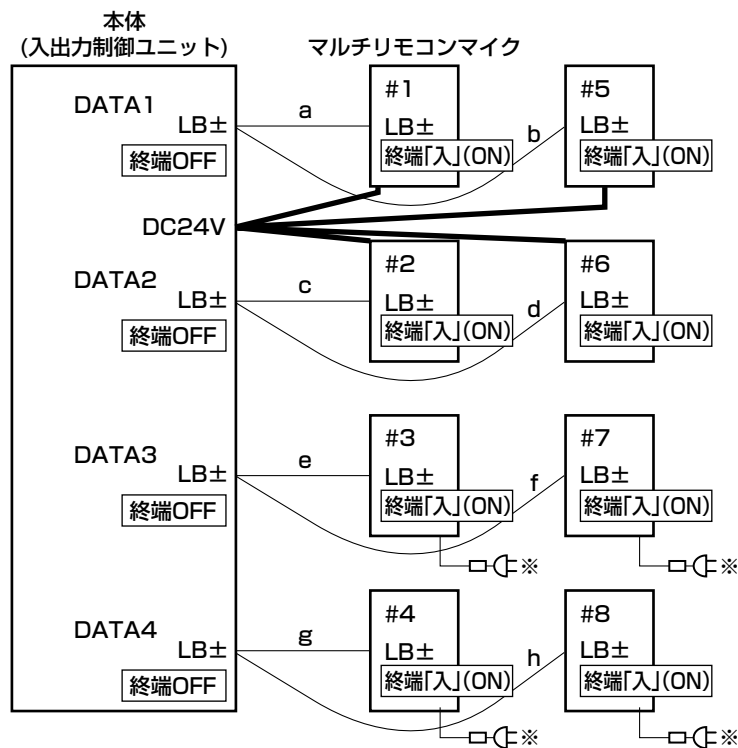 本体
(入出力制御ユニット)
マルチリモコンマイク
DATA1
LB±
終端OFF
a
#1
LB±
終端「入」(ON)
b
#5
LB±
終端「入」(ON)
DC24V
DATA2
LB±
終端OFF
c
#2
LB±
終端「入」(ON)
d
#6
LB±
終端「入」(ON)
DATA3
LB±
終端OFF
e
#3
LB±
終端「入」(ON)
※
f
#7
LB±
終端「入」(ON)
※
DATA4
LB±
終端OFF
g
#4
LB±
終端「入」(ON)
※
h
#8
LB±
終端「入」(ON)
※